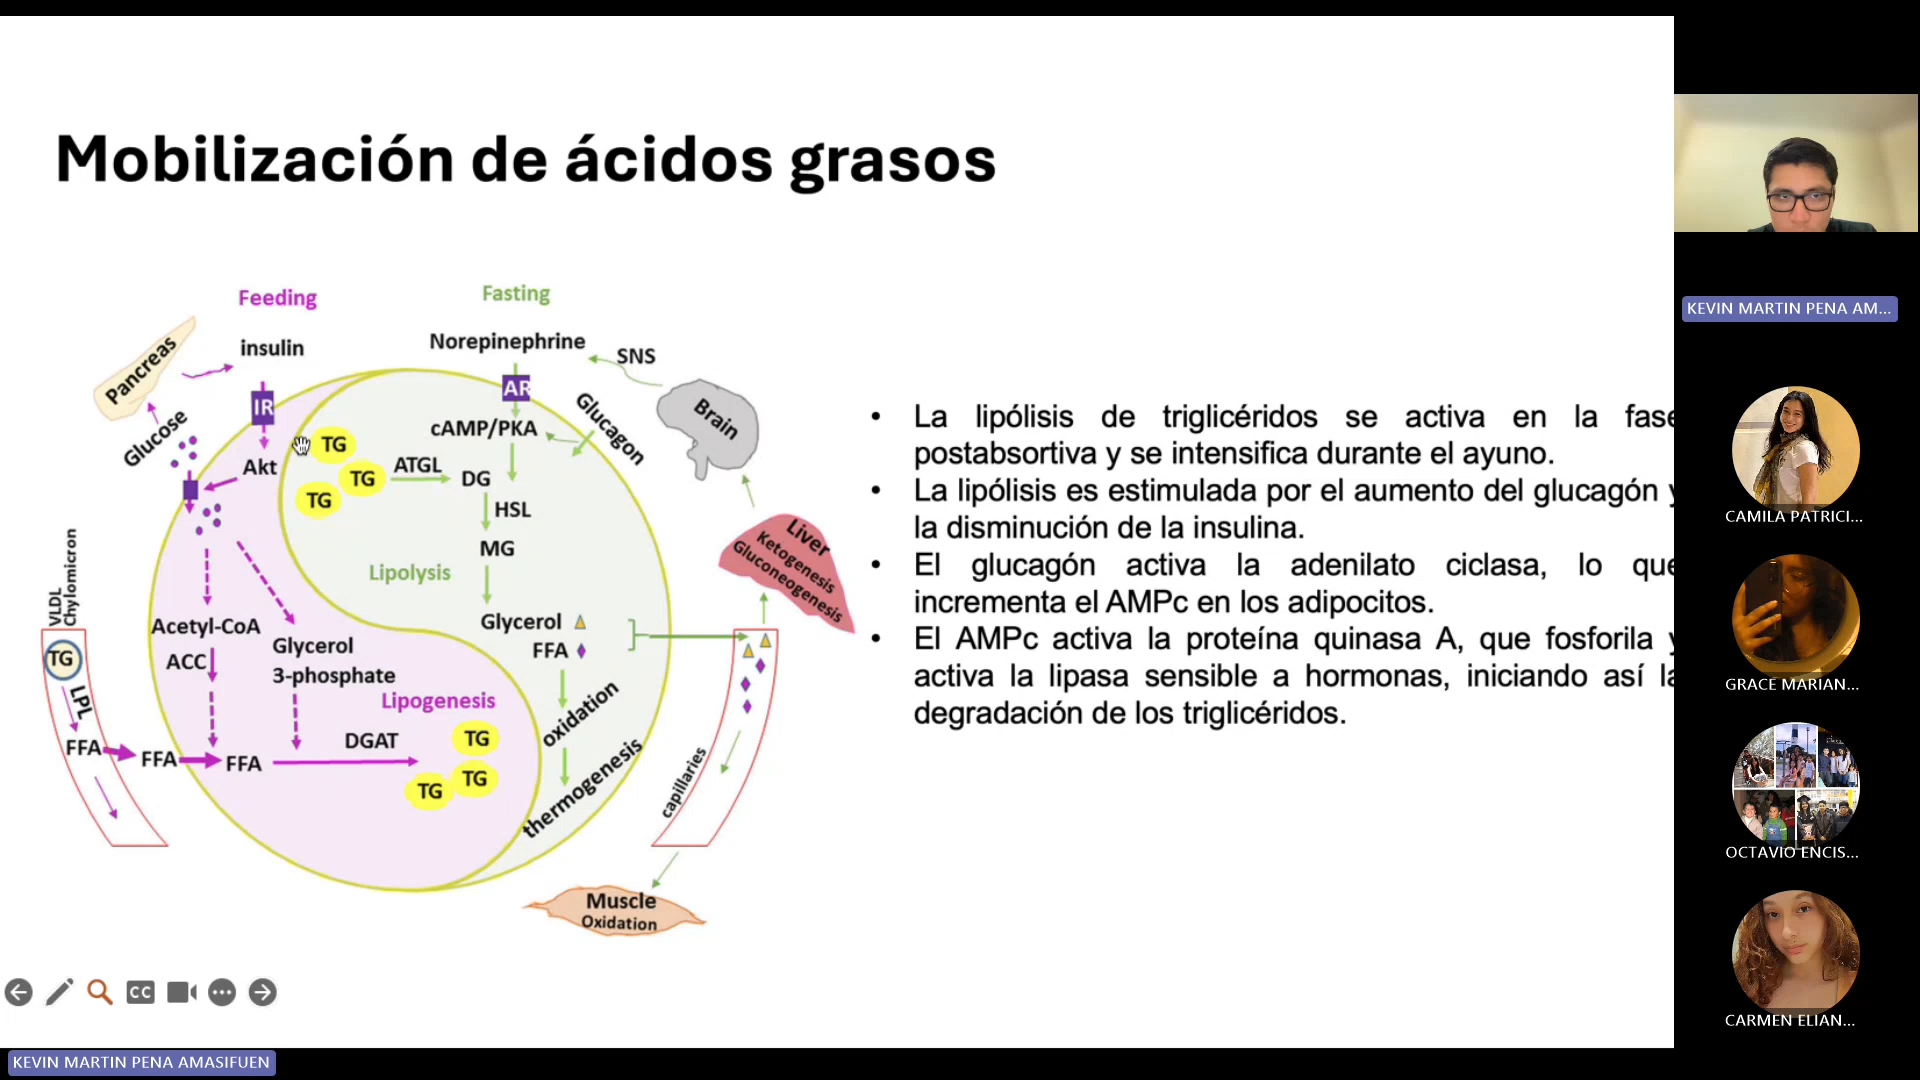 Mobilización de ácidos grasos
Feeding
Fasting
insulin
Norepinephrine
SNS
Pancreas
IR
AR
Glucagon
Brain
Glucose
TG
cAMP/PKA
Akt
TG
ATGL
DG
TG
HSL
MG
Lipolysis
Liver
Ketogenesis
Gluconeogenesis
VLDL
Chylomicron
Acetyl-CoA
Glycerol
FFA
ACC
Glycerol
3-phosphate
TG
LPL
Lipogenesis
oxidation
FFA
FFA
FFA
DGAT
TG
TG
TG
thermogenesis
capillaries
Muscle
Oxidation
• La lipólisis de triglicéridos se activa en la fase
postabsortiva y se intensifica durante el ayuno.
• La lipólisis es estimulada por el aumento del glucagón y
la disminución de la insulina.
• El glucagón activa la adenilato ciclasa, lo que
incrementa el AMPc en los adipocitos.
• El AMPc activa la proteína quinasa A, que fosforila y
activa la lipasa sensible a hormonas, iniciando así la
degradación de los triglicéridos.
CC
KEVIN MARTIN PENA AMASIFUEN
KEVIN MARTIN PENA AM...
CAMILA PATRICI...
GRACE MARIAN...
OCTAVIO ENCIS...
CARMEN ELIAN...